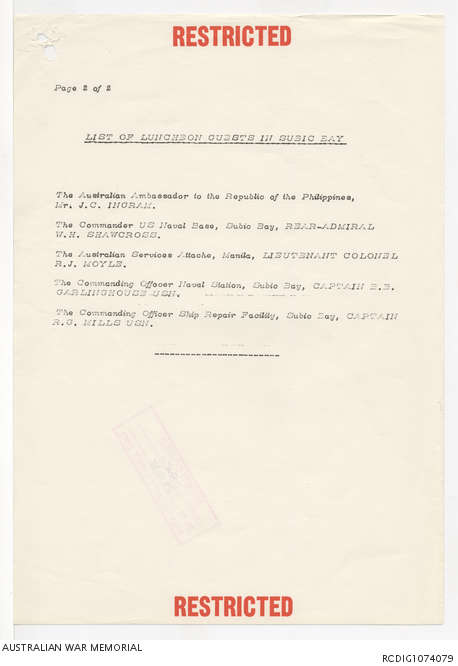 RESTRICTED
Page 2 of 2
LIST OF LUNCHEON GUESTS IN SUBIC BAY
The Australian Ambassador to the Republic of the Philippines,
Mr. J.C. INGRAM.
The Commander US Naval Base, Subic Bay, REAR-ADMIRAL
W.H. SHAWCROSS.
The Australian Services Attache, Manila, LIEUTENANT COLONEL
R.J. MOYLE.
The Commanding Officer Naval Station, Subic Bay, CAPTAIN E.B.
GARLINGHOUSE USN.
The Commanding Officer Ship Repair Facility, Subic Bay, CAPTAIN
R.G. MILLS USN.
RESTRICTED
AUSTRALIAN WAR MEMORIAL
RCDIG1074079